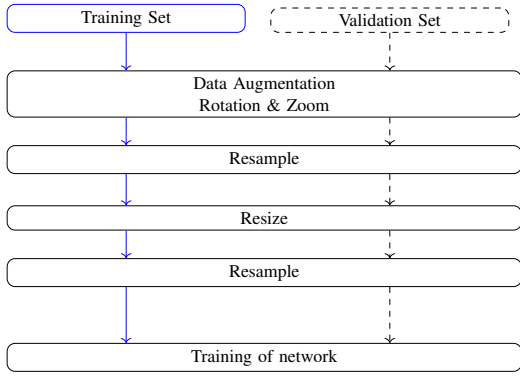 Training Set
Validation Set
Data Augmentation
Rotation & Zoom
Resample
Resize
Resample
Training of network